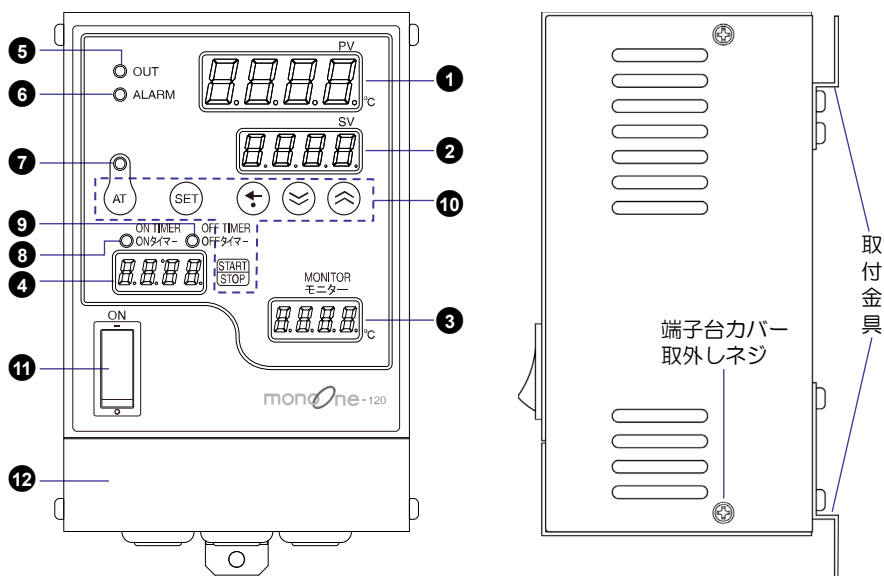 PV
5
OUT
1
6
ALARM
℃
SV
7
2
AT
SET
10
9
ON TIMER
OFF TIMER
8
ONタイマー
OFFタイマー
4
START
STOP
MONITOR
モニター
3
℃
ON
11
monoOne-120
12
取付金具
端子台カバー
取外しネジ